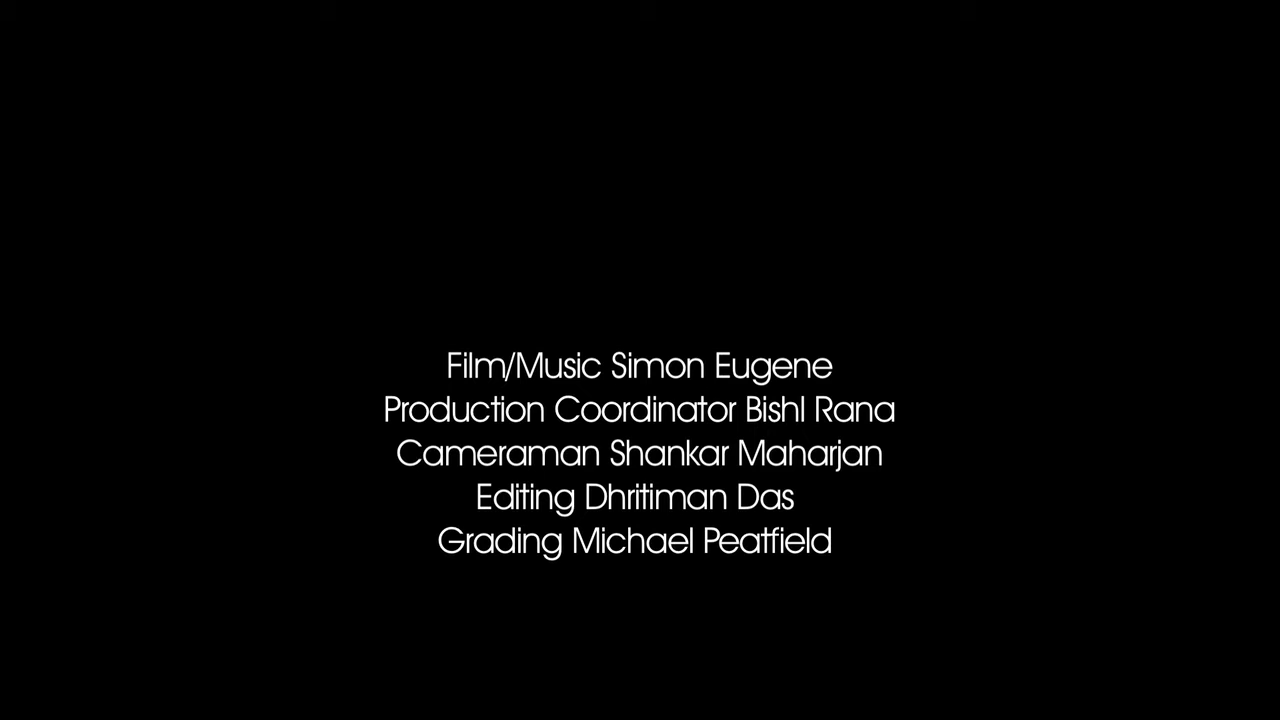 Film/Music Simon Eugene
Production Coordinator Bishl Rana
Cameraman Shankar Maharjan
Editing Dhritiman Das
Grading Michael Peatfield